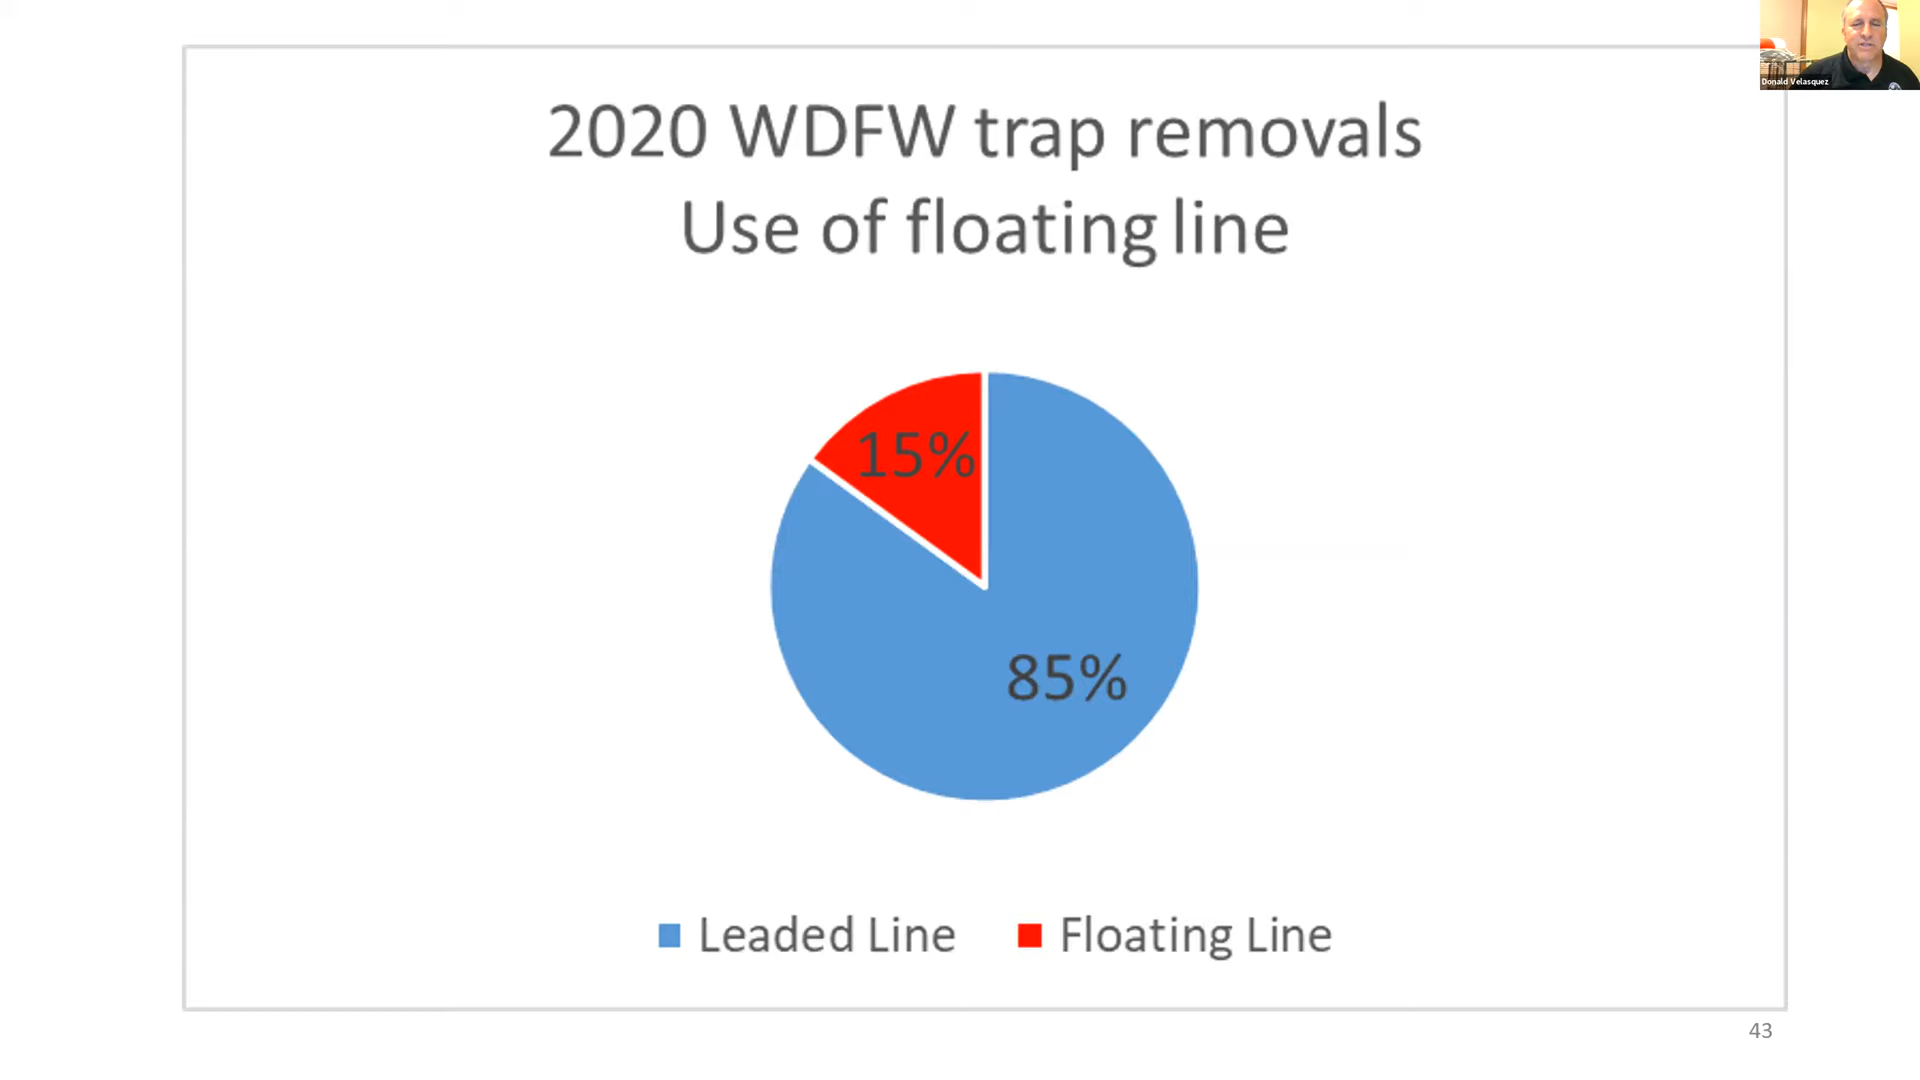 Donald Velasquez
2020 WDFW trap removals
Use of floating line
15%
85%
Leaded Line
Floating Line
43